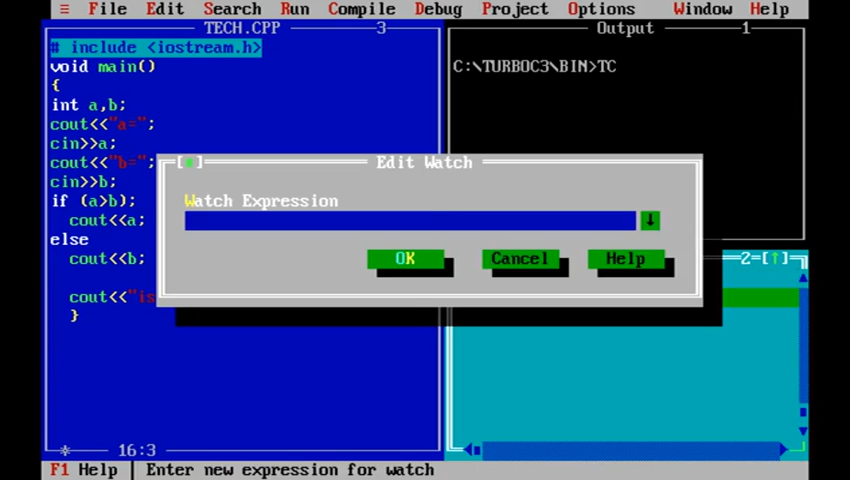 ≡ File Edit Search Run Compile Debug Project Options Window Help
TECH.CPP 3
Output 1
# include <iostream.h>
void main()
{
int a,b;
cout<<"a=";
cin>>a;
cout<<"b=";
cin>>b;
if (a>b);
cout<<a;
else
cout<<b;
cout<<"is
}
16:3
C:\TURBOC3\BIN>TC
Edit Watch
Watch Expression
OK Cancel Help
2=[↑]
F1 Help | Enter new expression for watch